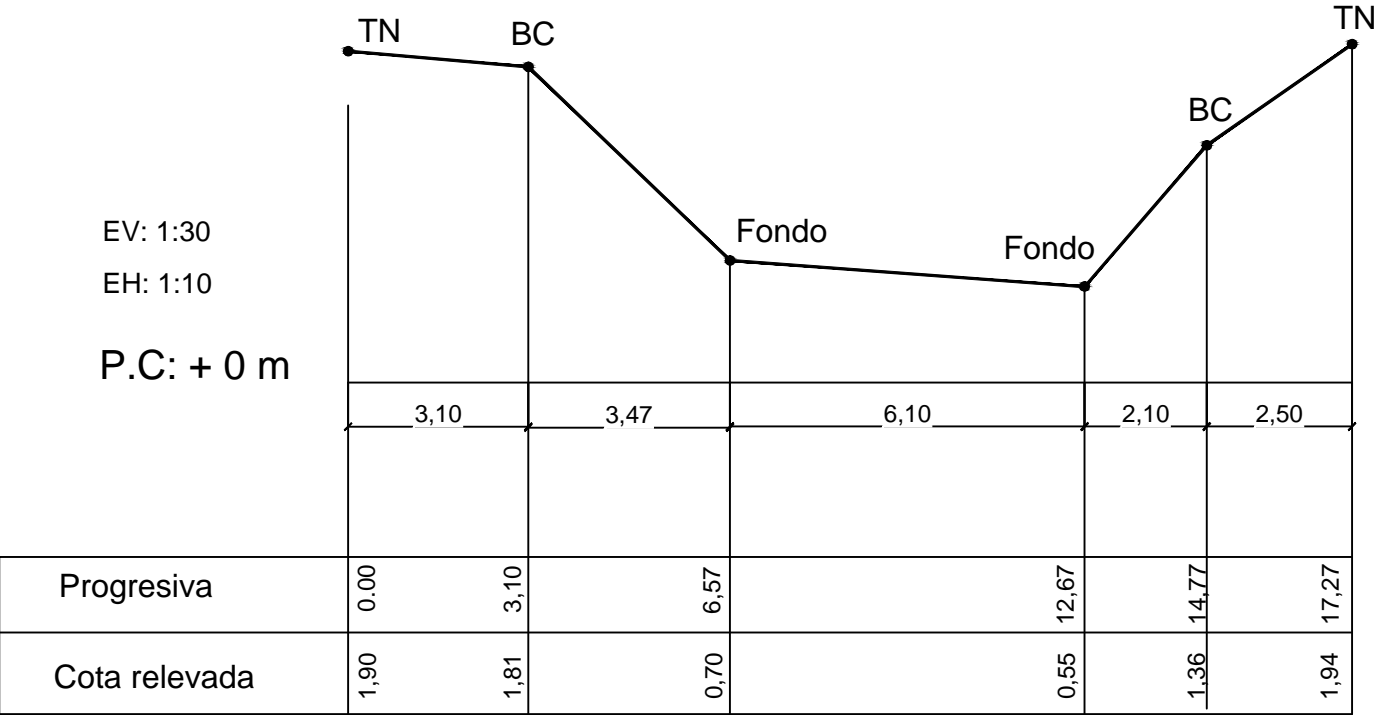 TN
BC
TN
BC
Fondo
Fondo
EV: 1:30
EH: 1:10
P.C: + 0 m
3,10 3,47 6,10 2,10 2,50
Progresiva 0.00 3,10 6,57 12,67 14,77 17,27
Cota relevada 1,90 1,81 0,70 0,55 1,36 1,94